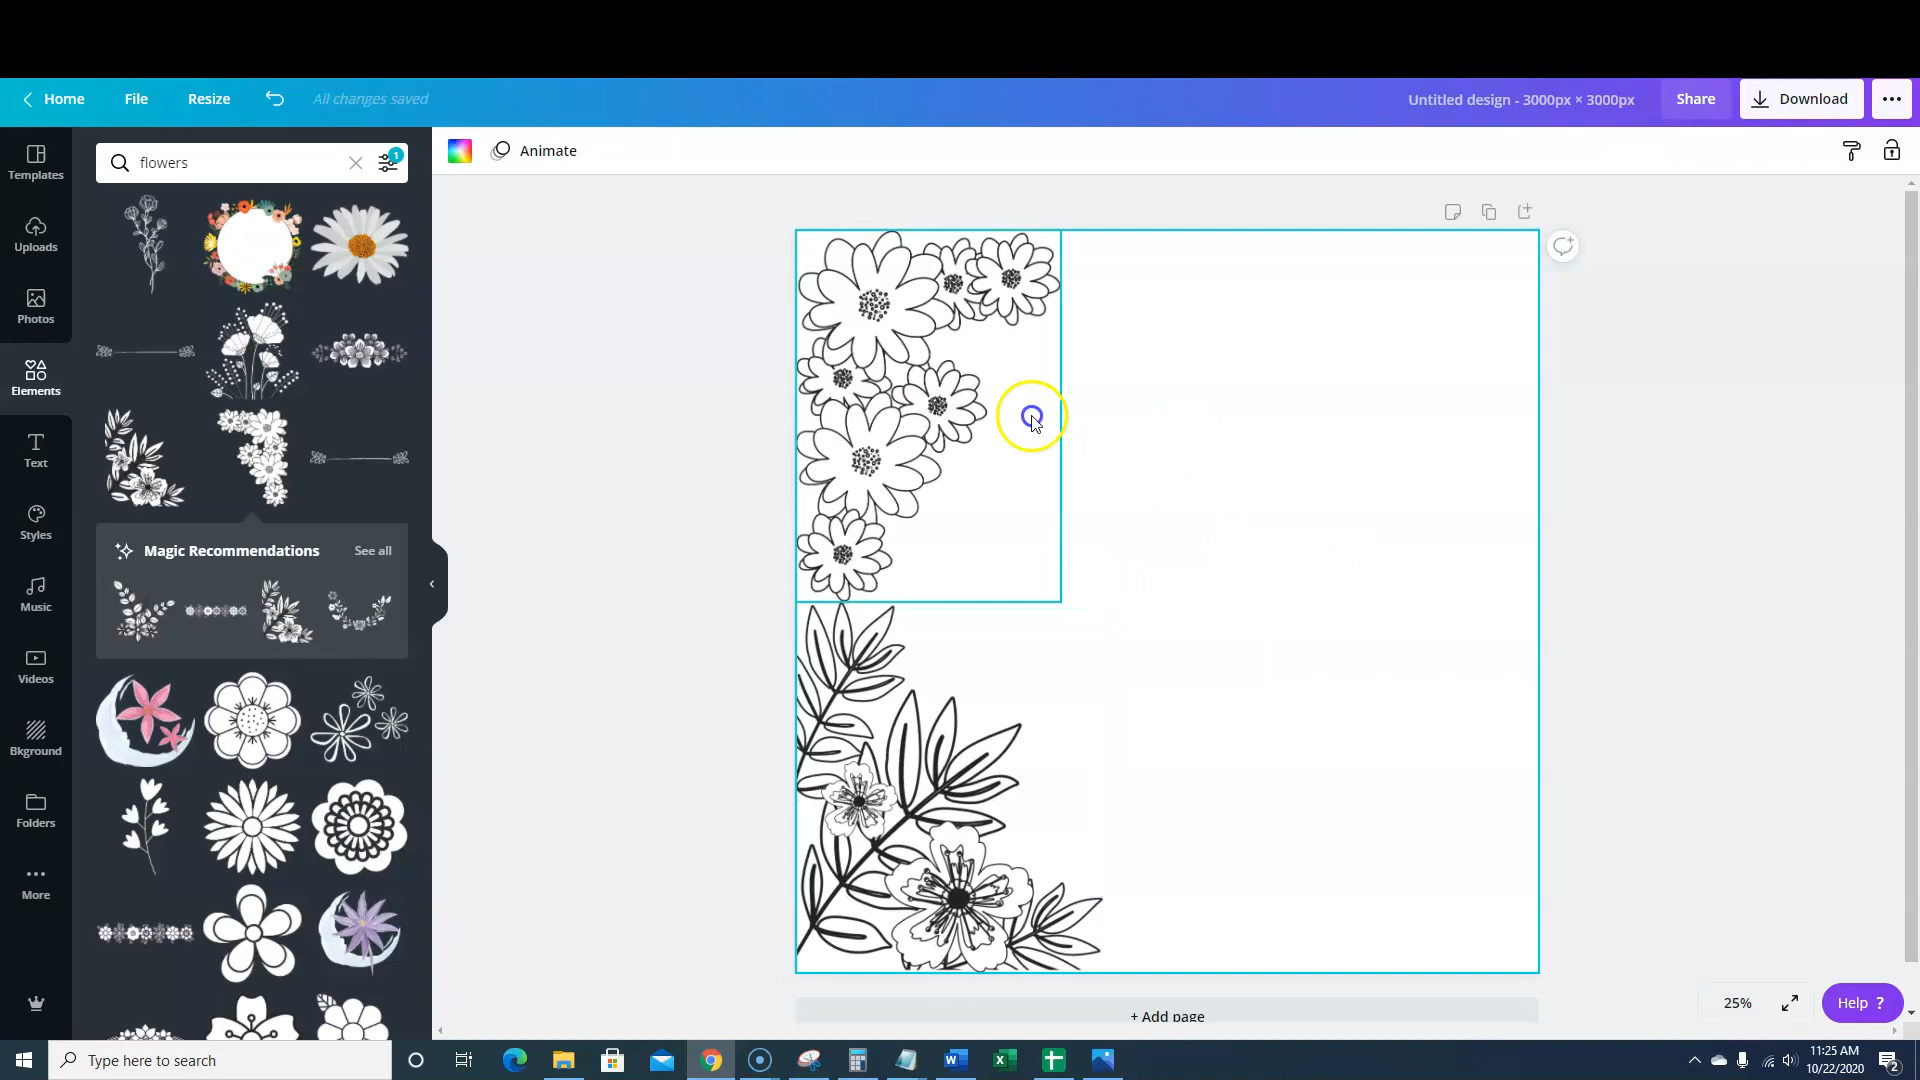 Home File Resize All changes saved Untitled design - 3000px × 3000px Share Download
Templates
Uploads
Photos
Elements
Text
Styles
Music
Videos
Bkground
Folders
More
flowers
Magic Recommendations See all
Animate
+ Add page
25% Help ?
Type here to search
11:25 AM
10/22/2020
1
2